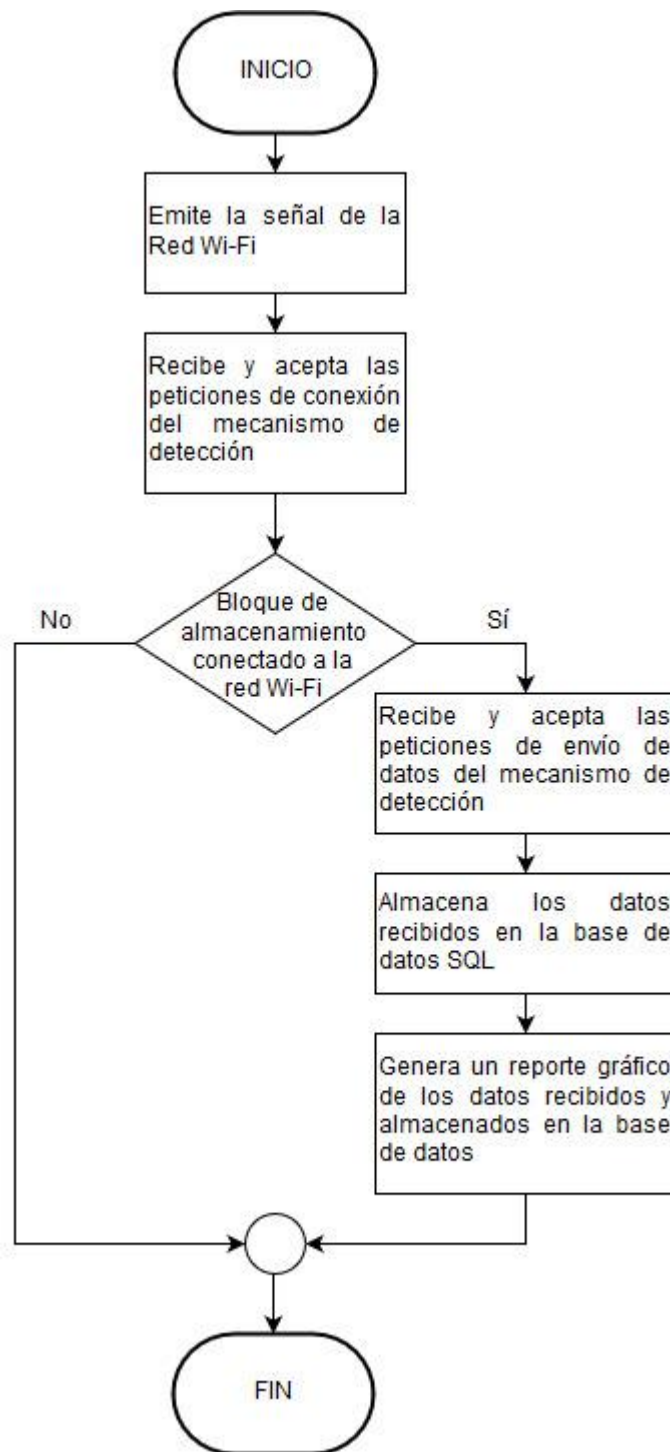 INICIO
Emite la señal de la
Red Wi-Fi
Recibe y acepta las
peticiones de conexión
del mecanismo de
detección
Bloque de
almacenamiento
conectado a la
red Wi-Fi
No
Sí
Recibe y acepta las
peticiones de envío de
datos del mecanismo de
detección
Almacena los datos
recibidos en la base de
datos SQL
Genera un reporte gráfico
de los datos recibidos y
almacenados en la base
de datos
FIN